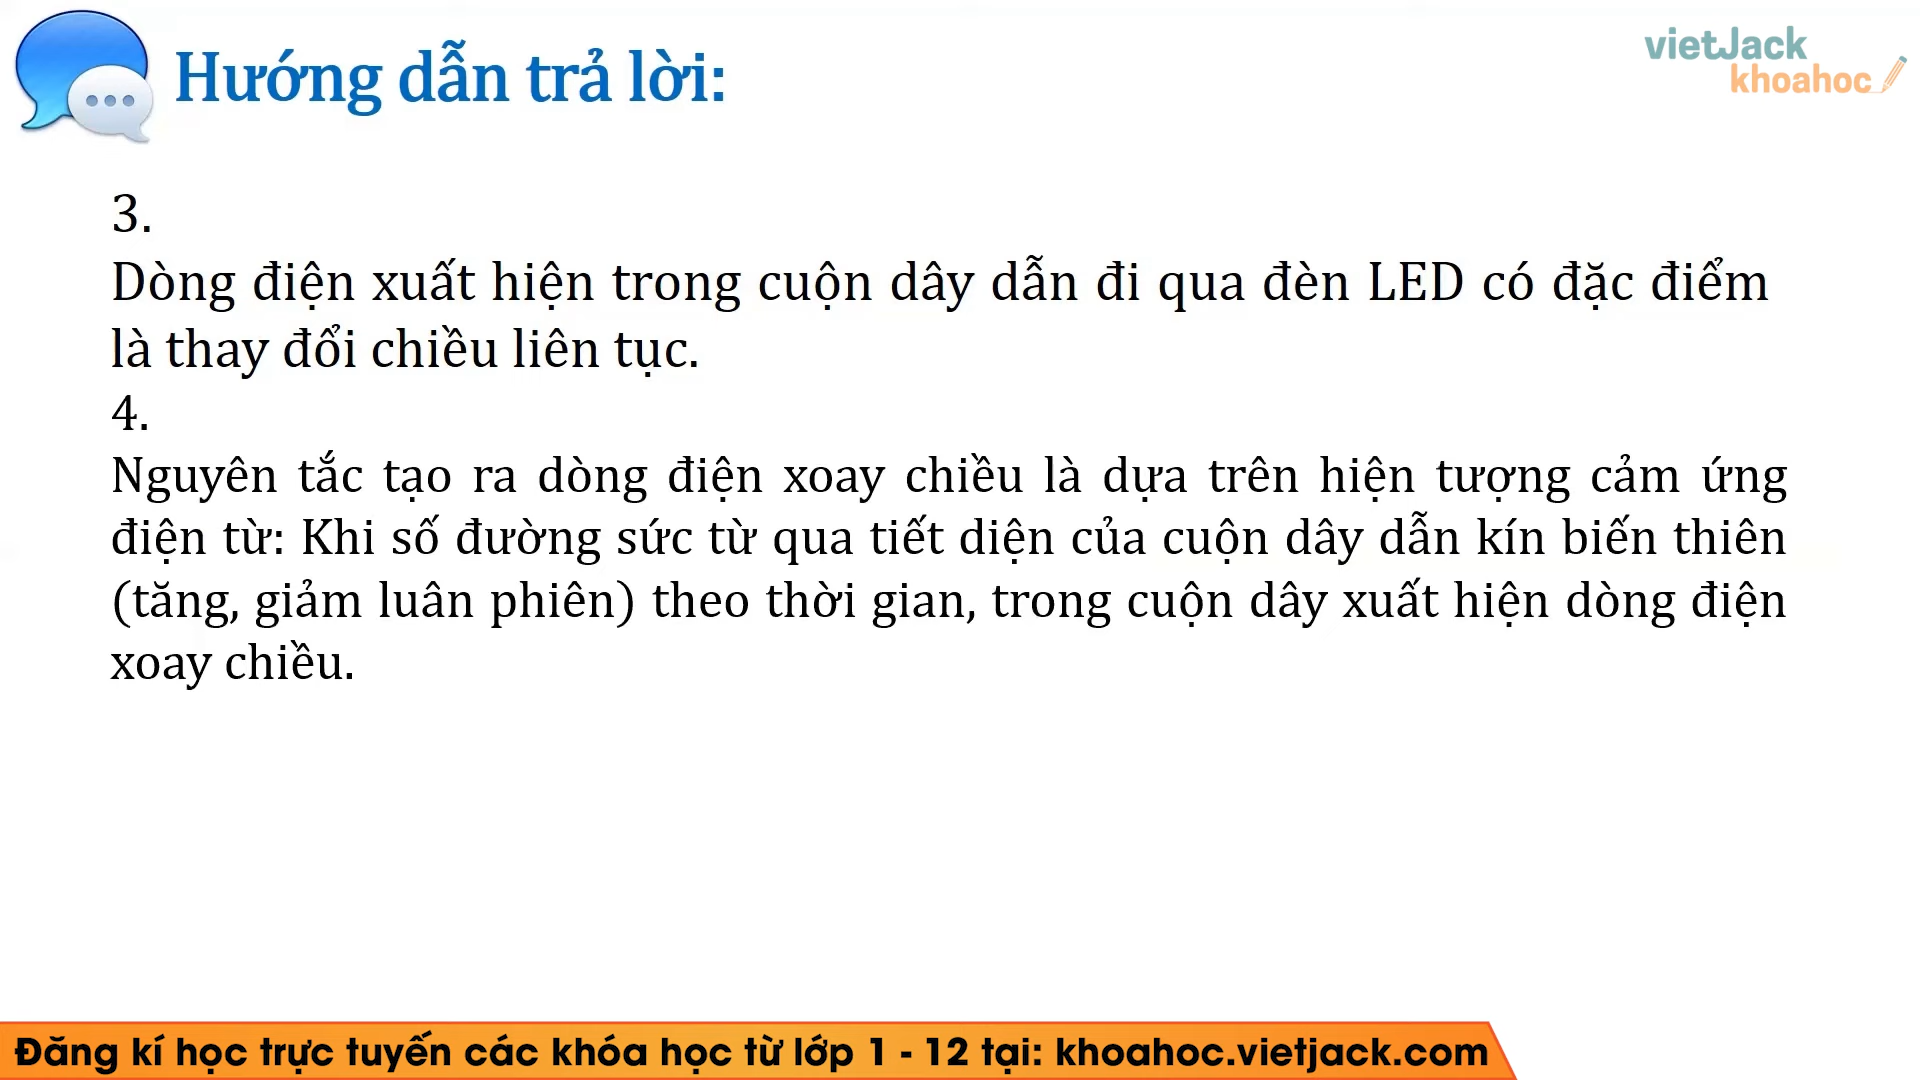 Hướng dẫn trả lời:
vietJack
khoahoc
3.
Dòng điện xuất hiện trong cuộn dây dẫn đi qua đèn LED có đặc điểm
là thay đổi chiều liên tục.
4.
Nguyên tắc tạo ra dòng điện xoay chiều là dựa trên hiện tượng cảm ứng
điện từ: Khi số đường sức từ qua tiết diện của cuộn dây dẫn kín biến thiên
(tăng, giảm luân phiên) theo thời gian, trong cuộn dây xuất hiện dòng điện
xoay chiều.
Đăng kí học trực tuyến các khóa học từ lớp 1 - 12 tại: khoahoc.vietjack.com